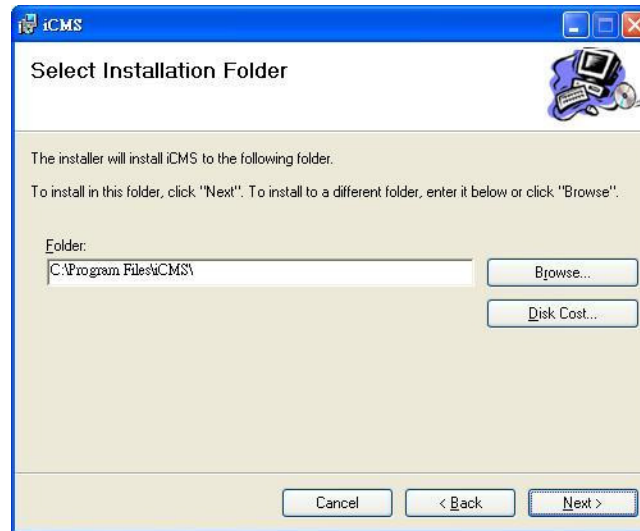 iCMS
Select Installation Folder
The installer will install iCMS to the following folder.
To install in this folder, click "Next". To install to a different folder, enter it below or click "Browse".
Folder:
C:\Program Files\iCMS\
Browse...
Disk Cost...
Cancel
< Back
Next >